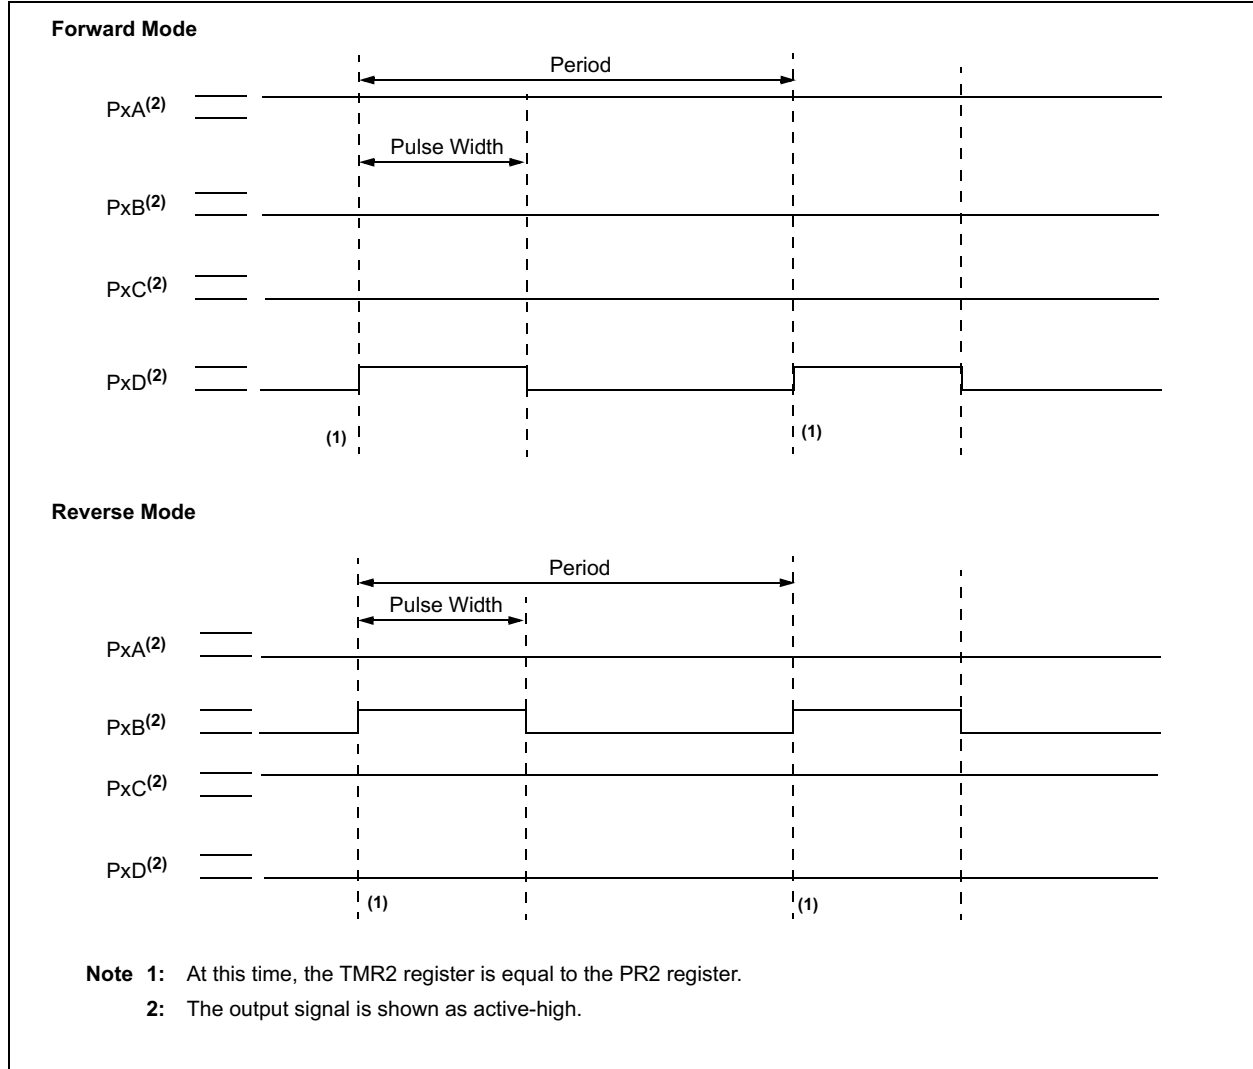 Forward Mode
Period
PxA(2)
Pulse Width
PxB(2)
PxC(2)
PxD(2)
(1)
(1)
Reverse Mode
Period
Pulse Width
PxA(2)
PxB(2)
PxC(2)
PxD(2)
(1)
(1)
Note 1: At this time, the TMR2 register is equal to the PR2 register.
2: The output signal is shown as active-high.